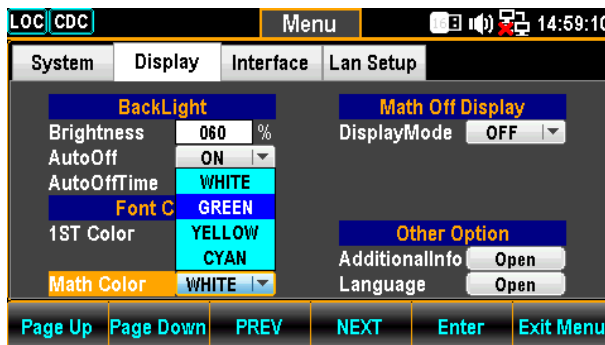 LOC CDC Menu 16 14:59:10
System Display Interface Lan Setup
BackLight
Brightness 060 %
AutoOff ON
AutoOffTime
Font C
1ST Color
WHITE
GREEN
YELLOW
CYAN
Math Color WHITE
Math Off Display
DisplayMode OFF
Other Option
AdditionalInfo Open
Language Open
Page Up Page Down PREV NEXT Enter Exit Menu